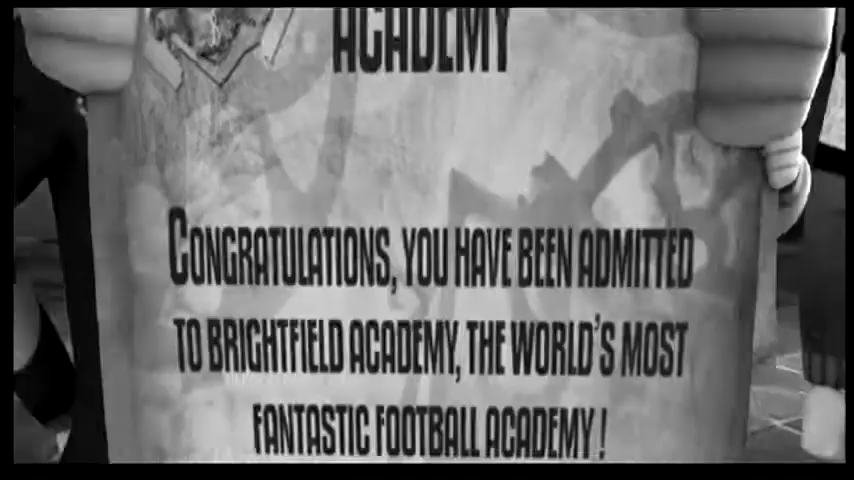 ACADEMY
CONGRATULATIONS, YOU HAVE BEEN ADMITTED
TO BRIGHTFIELD ACADEMY, THE WORLD'S MOST
FANTASTIC FOOTBALL ACADEMY!